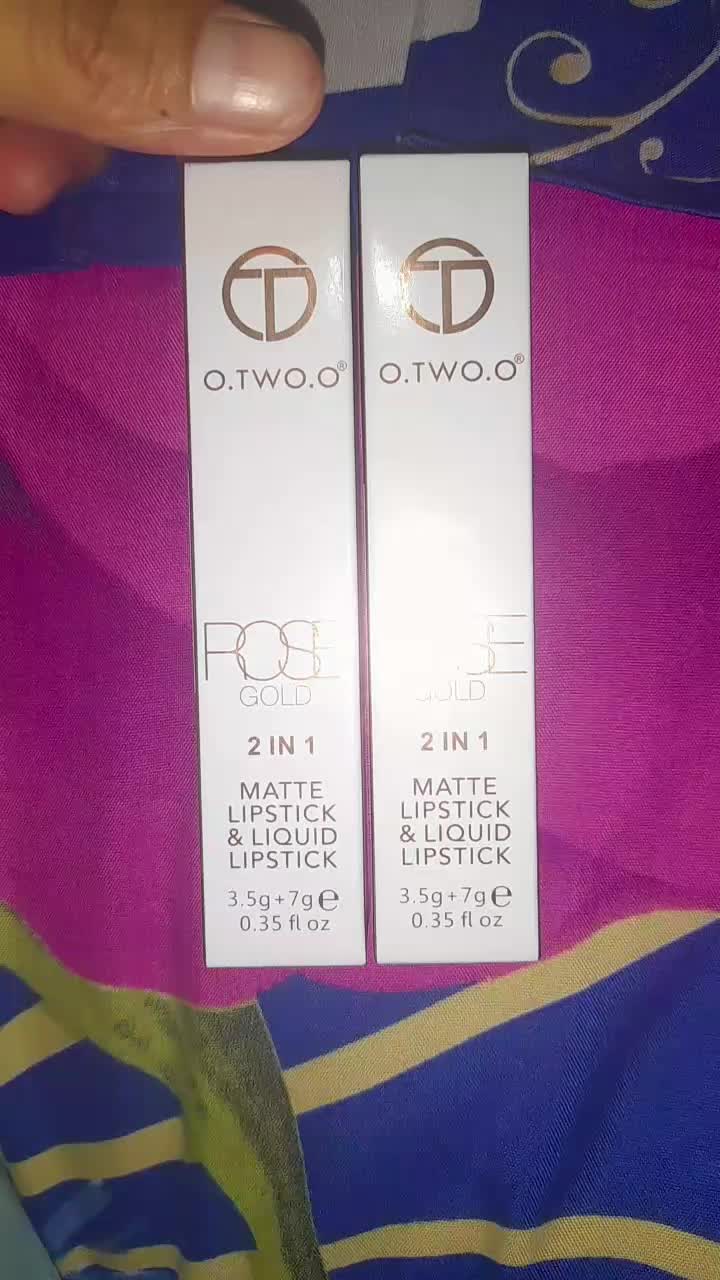 O.TWO.O®
ROSE
GOLD
2 IN 1
MATTE
LIPSTICK
& LIQUID
LIPSTICK
3.5g+7g℮
0.35 fl oz
O.TWO.O®
2 IN 1
MATTE
LIPSTICK
& LIQUID
LIPSTICK
3.5g+7g℮
0.35 fl oz